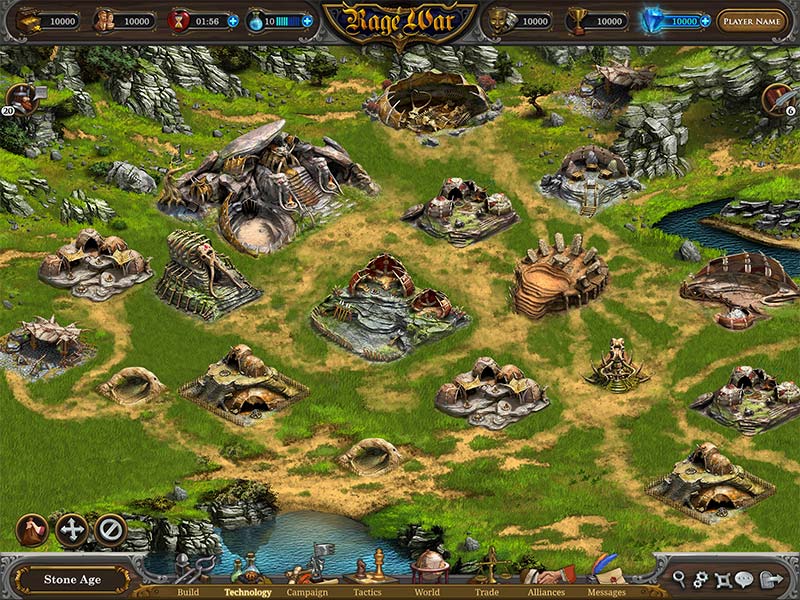 10000
10000
01:56
10
Rage War
10000
10000
10000
Player Name
20
6
Stone Age
Build
Technology
Campaign
Tactics
World
Trade
Alliances
Messages